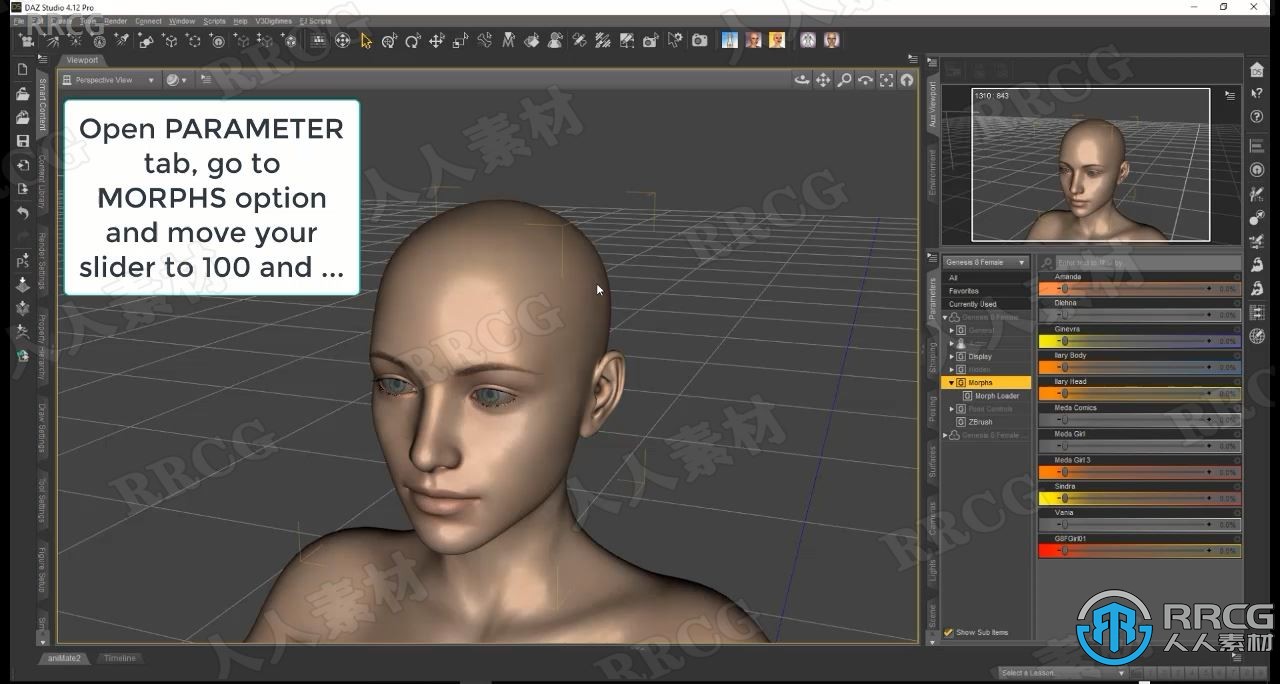 DAZ Studio 4.12 Pro
File Edit Create Tools Render Connect Window Scripts Help V3Digitimes EJ Scripts
RRCG
Viewport
Perspective View
Open PARAMETER
tab, go to
MORPHS option
and move your
slider to 100 and ...
Smart Content
Content Library
Render Settings
Property Hierarchy
Draw Settings
Tool Settings
Figure Setup
Aux Viewport
Environment
1310 : 843
Parameters
Shaping
Posing
Surfaces
Cameras
Lights
Scene
Genesis 8 Female
Enter text to filter by...
All
Favorites
Currently Used
Genesis 8 Female
General
Display
Hidden
Morphs
Morph Loader
Pose Controls
ZBrush
Genesis 8 Female ...
Amanda
0.0%
Diehna
0.0%
Ginevra
0.0%
Ilary Body
0.0%
Ilary Head
0.0%
Meda Comics
0.0%
Meda Girl
0.0%
Meda Girl 3
0.0%
Sindra
0.0%
Vania
0.0%
G8FGirl01
0.0%
Show Sub Items
aniMate2
Timeline
Select a Lesson...
RRCG
人人素材